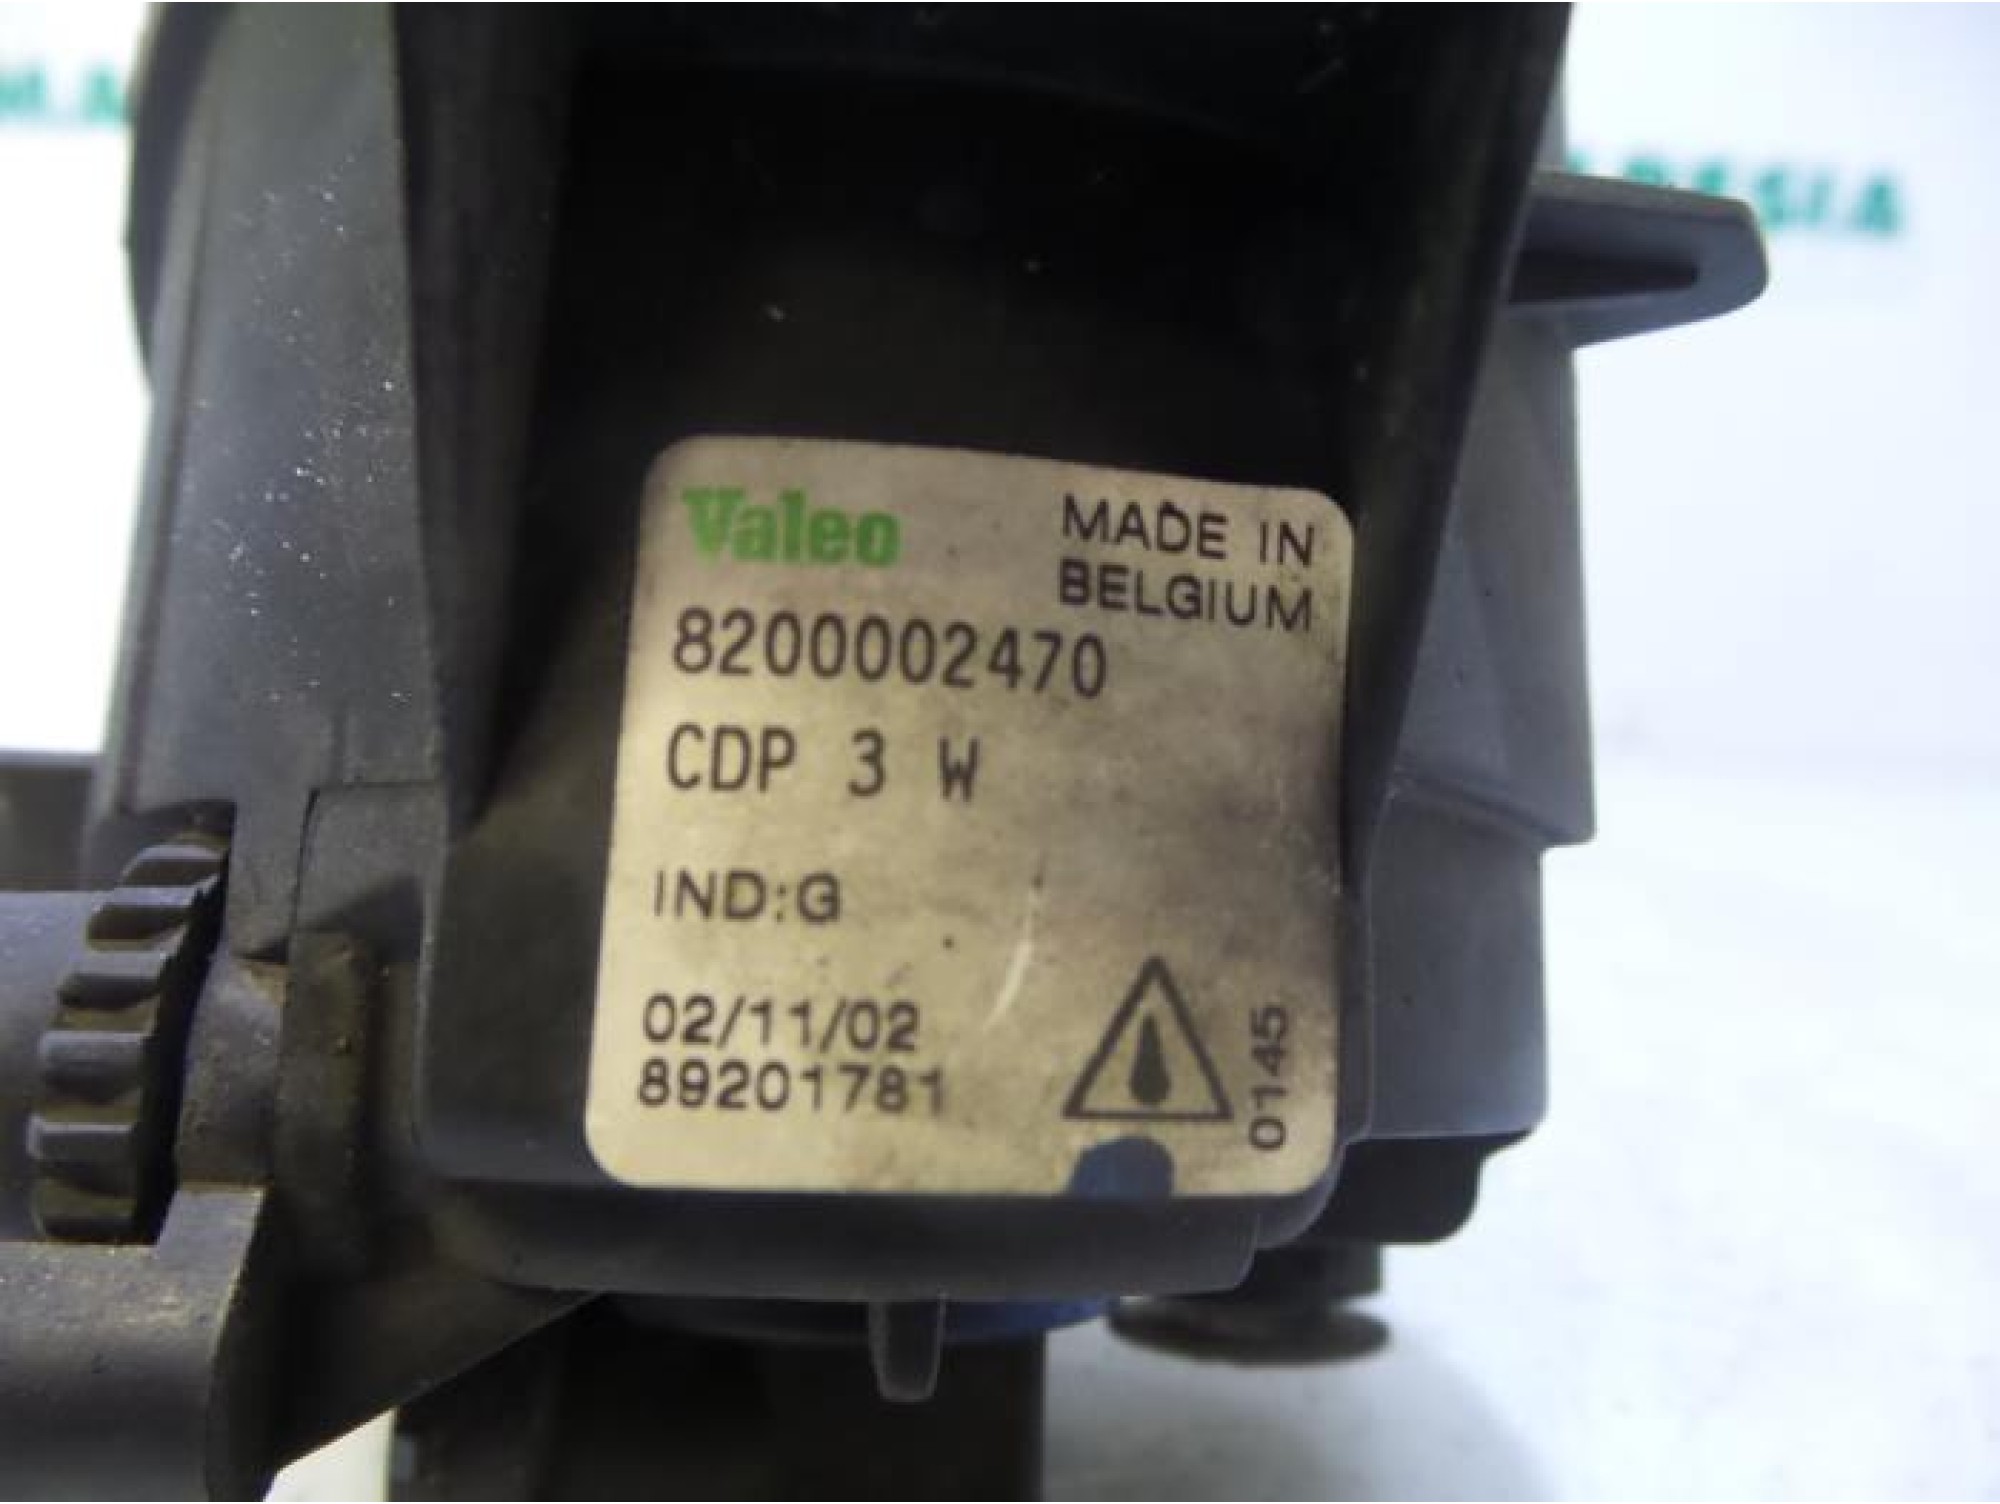 Valeo
MADE IN
BELGIUM
8200002470
CDP 3 W
IND:G
02/11/02
89201781
0145